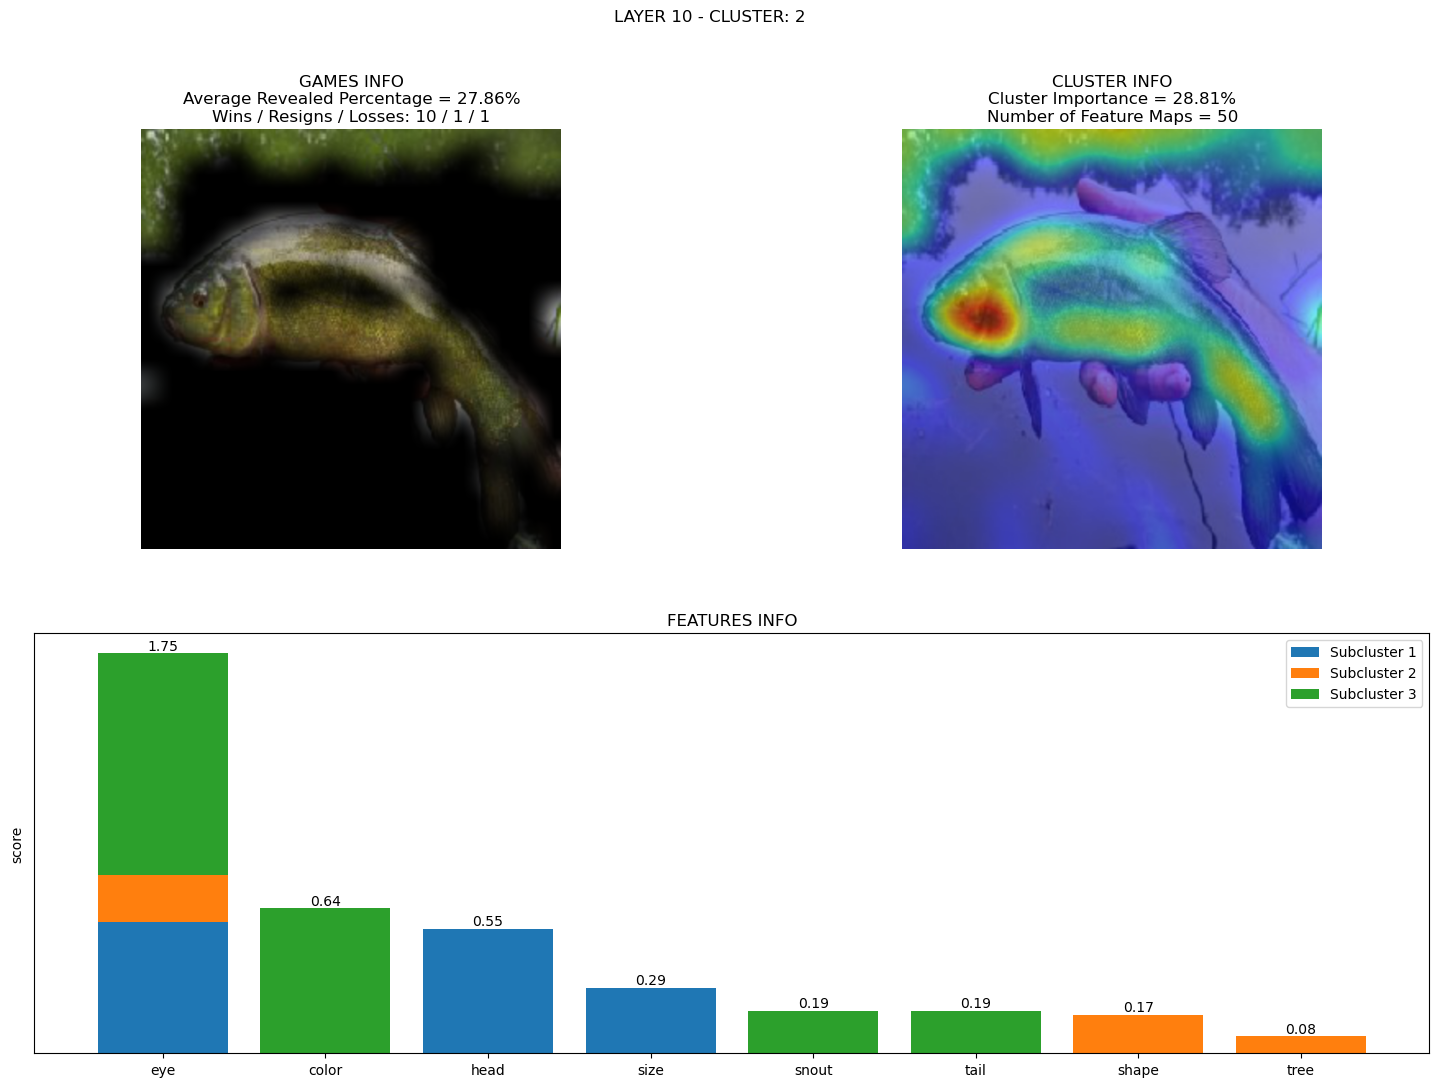 LAYER 10 - CLUSTER: 2
GAMES INFO
Average Revealed Percentage = 27.86%
Wins / Resigns / Losses: 10 / 1 / 1
CLUSTER INFO
Cluster Importance = 28.81%
Number of Feature Maps = 50
FEATURES INFO
score
1.75
0.64
0.55
0.29
0.19
0.19
0.17
0.08
Subcluster 1
Subcluster 2
Subcluster 3
eye
color
head
size
snout
tail
shape
tree